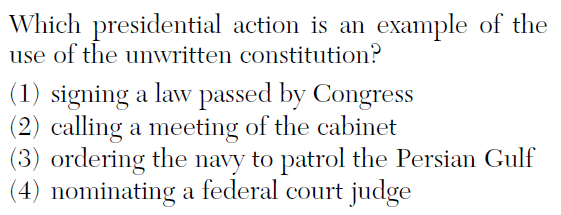 Which presidential action is an example of the
use of the unwritten constitution?
(1) signing a law passed by Congress
(2) calling a meeting of the cabinet
(3) ordering the navy to patrol the Persian Gulf
(4) nominating a federal court judge